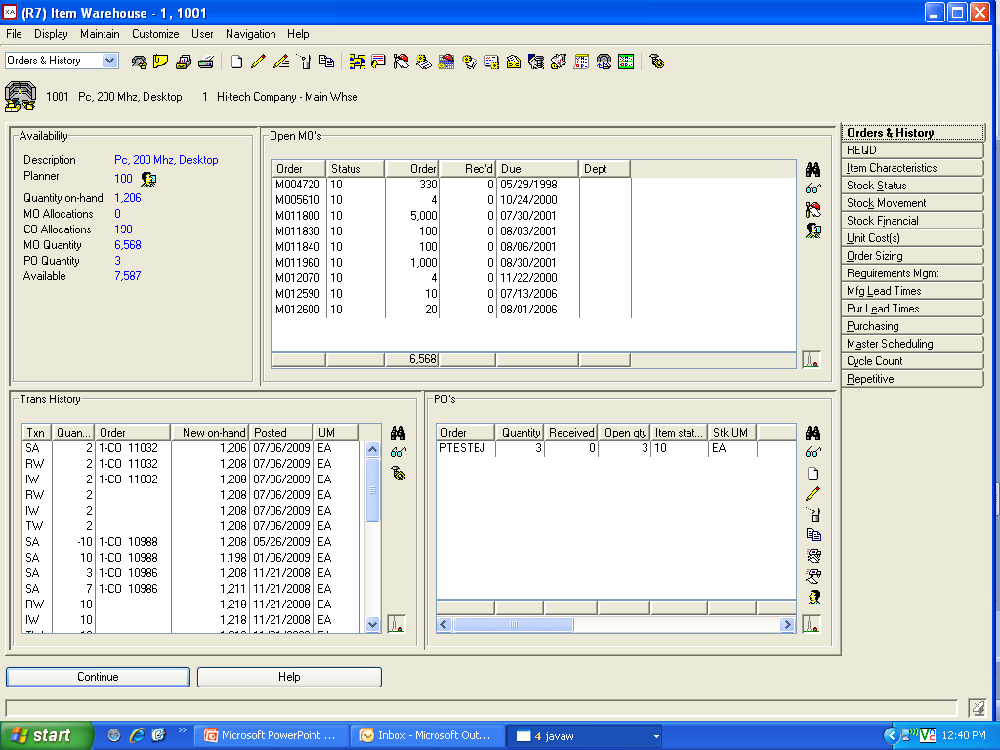 (R7) Item Warehouse - 1 , 1001
File Display Maintain Customize User Navigation Help
Orders & History
1001 Pc, 200 Mhz, Desktop 1 Hi-tech Company - Main Whse
Availability
Description Pc, 200 Mhz, Desktop
Planner 100
Quantity on-hand 1,206
MO Allocations 0
CO Allocations 190
MO Quantity 6,568
PO Quantity 3
Available 7,587
Open MO's
Order Status Order Rec'd Due Dept
M004720 10 330 0 05/29/1998
M005610 10 4 0 10/24/2000
M011800 10 5,000 0 07/30/2001
M011830 10 100 0 08/03/2001
M011840 10 100 0 08/06/2001
M011960 10 1,000 0 08/30/2001
M012070 10 4 0 11/22/2000
M012590 10 10 0 07/13/2006
M012600 10 20 0 08/01/2006
6,568
Orders & History
REQD
Item Characteristics
Stock Status
Stock Movement
Stock Financial
Unit Cost(s)
Order Sizing
Requirements Mgmt
Mfg Lead Times
Pur Lead Times
Purchasing
Master Scheduling
Cycle Count
Repetitive
Trans History
Txn Quan... Order New on-hand Posted UM
SA 2 1-CO 11032 1,206 07/06/2009 EA
RW 2 1-CO 11032 1,208 07/06/2009 EA
IW 2 1-CO 11032 1,208 07/06/2009 EA
RW 2 1,208 07/06/2009 EA
IW 2 1,208 07/06/2009 EA
TW 2 1,208 07/06/2009 EA
SA -10 1-CO 10988 1,208 05/26/2009 EA
SA 10 1-CO 10988 1,198 01/06/2009 EA
SA 3 1-CO 10986 1,208 11/21/2008 EA
SA 7 1-CO 10986 1,211 11/21/2008 EA
RW 10 1,218 11/21/2008 EA
IW 10 1,218 11/21/2008 EA
PO's
Order Quantity Received Open qty Item stat... Stk UM
PTESTBJ 3 0 3 10 EA
Continue Help
start Microsoft PowerPoint ... Inbox - Microsoft Out... 4 javaw 12:40 PM